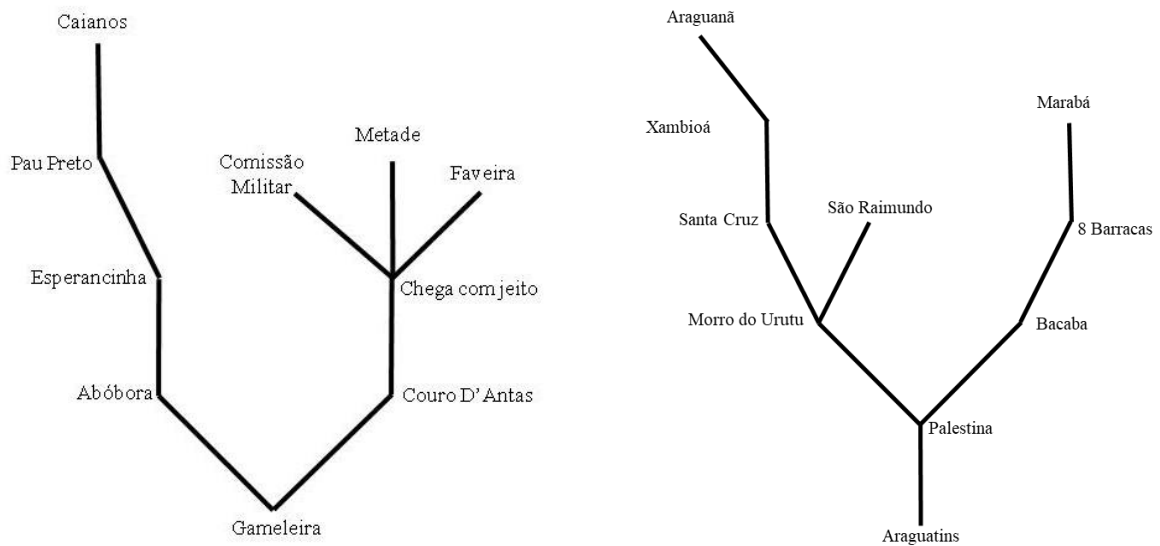 Caianos
Metade
Comissão
Militar
Faveira
Pau Preto
Esperancinha
Chega com jeito
Abóbora
Couro D’Antas
Gameleira
Araguanã
Marabá
Xambioá
São Raimundo
Santa Cruz
8 Barracas
Morro do Urutu
Bacaba
Palestina
Araguatins